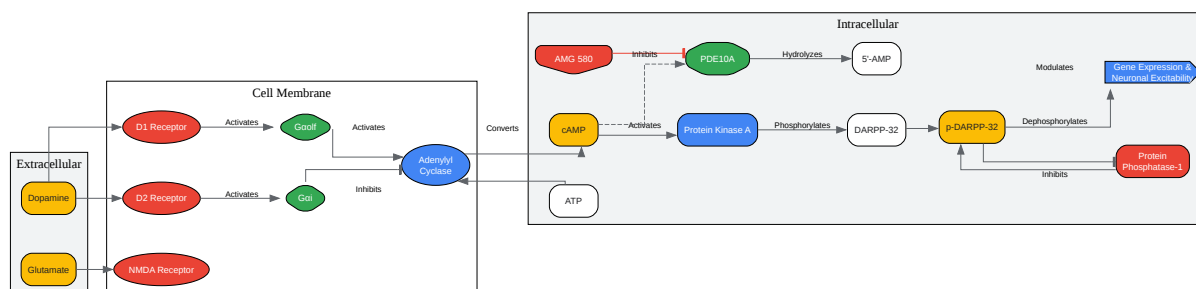 Intracellular
AMG 580
Inhibits
PDE10A
Hydrolyzes
5'-AMP
Modulates
Gene Expression &
Neuronal Excitability
Cell Membrane
D1 Receptor
Activates
Gαolf
Activates
Converts
cAMP
Activates
Protein Kinase A
Phosphorylates
DARPP-32
p-DARPP-32
Dephosphorylates
Extracellular
Adenylyl
Cyclase
Protein
Phosphatase-1
Inhibits
Dopamine
D2 Receptor
Activates
Gαi
Inhibits
ATP
Glutamate
NMDA Receptor